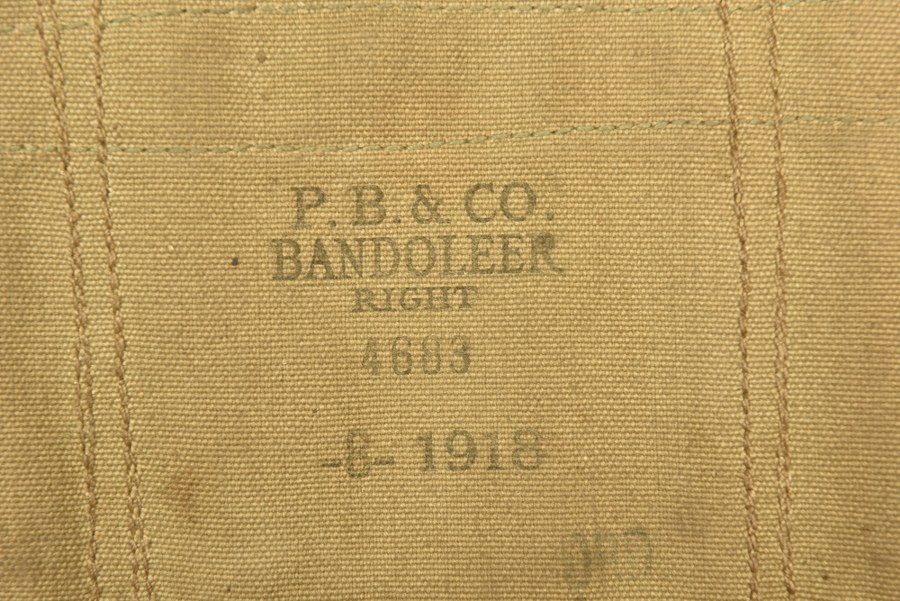 P.B.& CO.
BANDOLEER
RIGHT
4683
-8- 1918